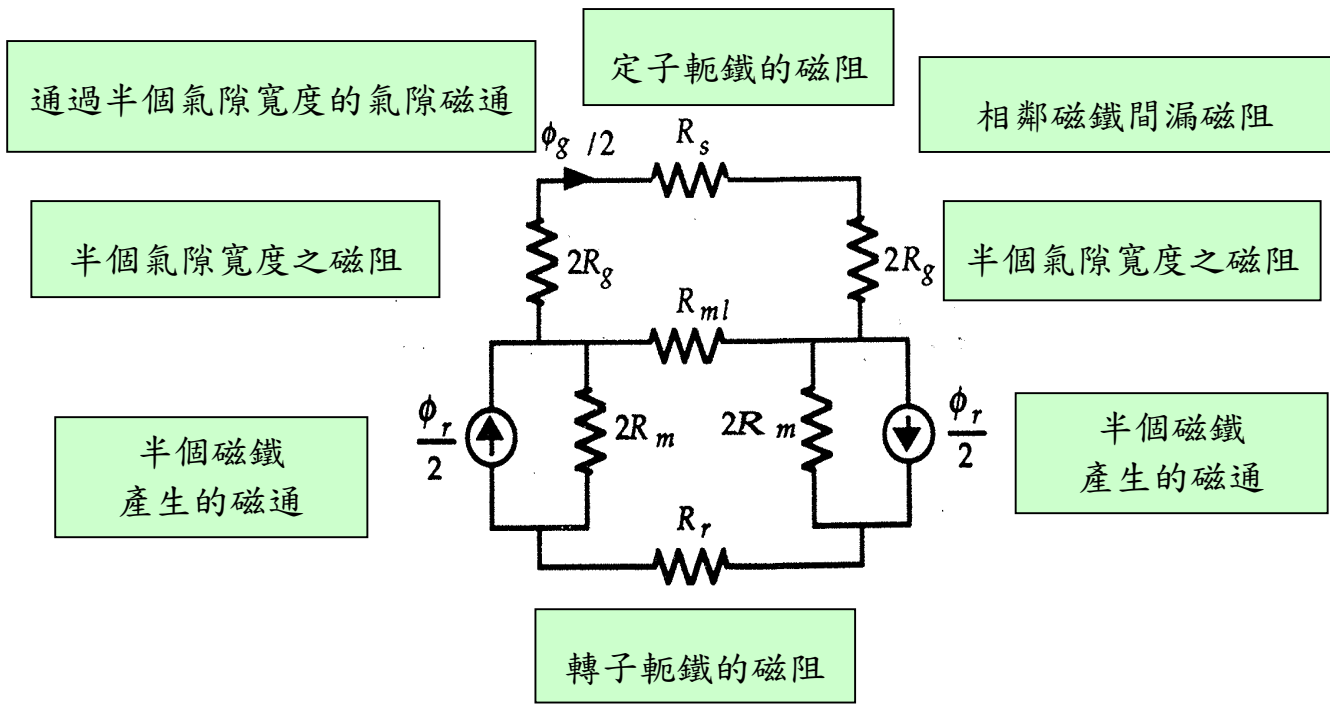 定子軛鐵的磁阻
通過半個氣隙寬度的氣隙磁通
相鄰磁鐵間漏磁阻
ϕg /2
Rs
半個氣隙寬度之磁阻
2Rg
2Rg
半個氣隙寬度之磁阻
Rml
ϕr
2
2Rm
2Rm
ϕr
2
半個磁鐵
產生的磁通
半個磁鐵
產生的磁通
Rr
轉子軛鐵的磁阻